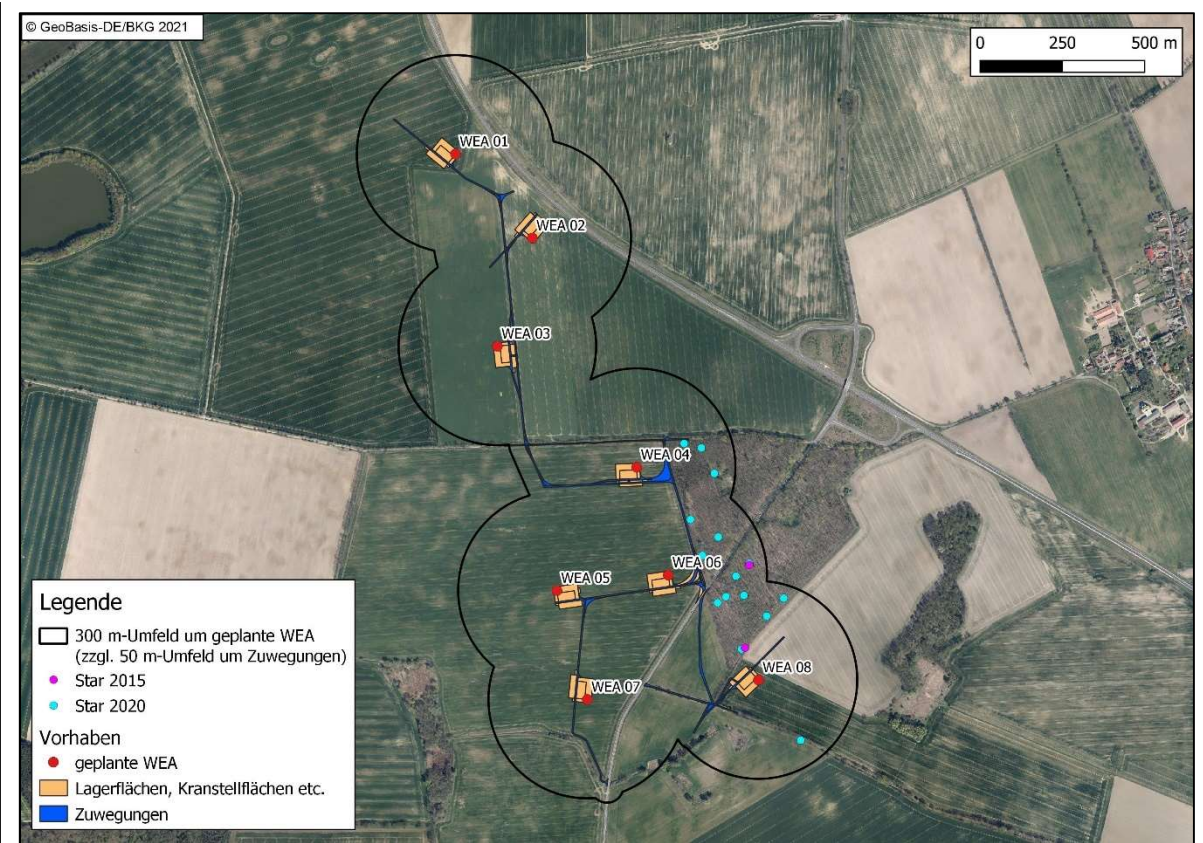 © GeoBasis-DE/BKG 2021
0 250 500 m
WEA 01
WEA 02
WEA 03
WEA 04
WEA 06
WEA 05
WEA 08
WEA 07
Legende
300 m-Umfeld um geplante WEA
(zzgl. 50 m-Umfeld um Zuwegungen)
Star 2015
Star 2020
Vorhaben
geplante WEA
Lagerflächen, Kranstellflächen etc.
Zuwegungen